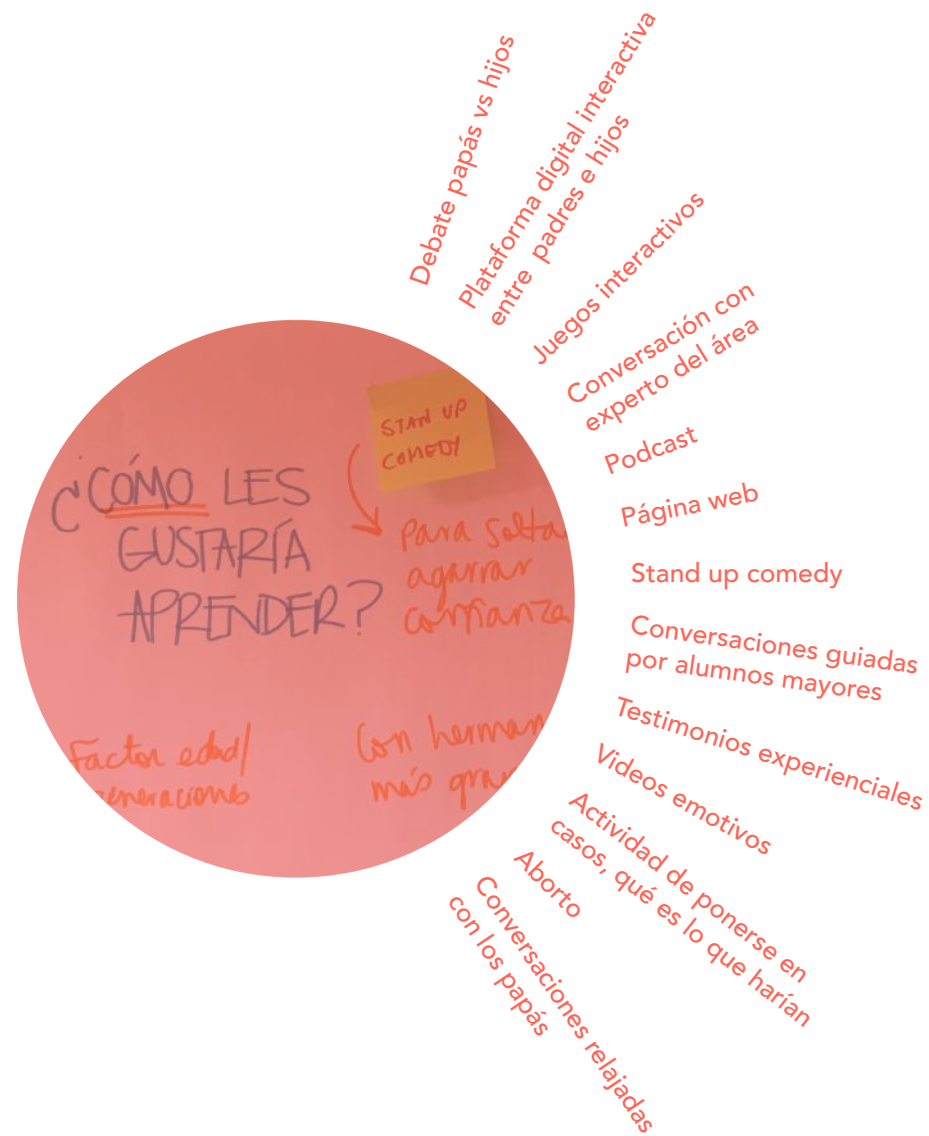 Debate papás vs hijos
Plataforma digital interactiva
entre padres e hijos
Juegos interactivos
Conversación con
experto del área
Podcast
Página web
Stand up comedy
Conversaciones guiadas
por alumnos mayores
Testimonios experienciales
Videos emotivos
Actividad de ponerse en
casos, qué es lo que harían
Aborto
Conversaciones relajadas
con los papás
STAN UP
COMEDY
¿CÓMO LES
GUSTARÍA
APRENDER?
Para solta
agarrar
confianza
Factor edad/
eneraciones
Con herman
más gra